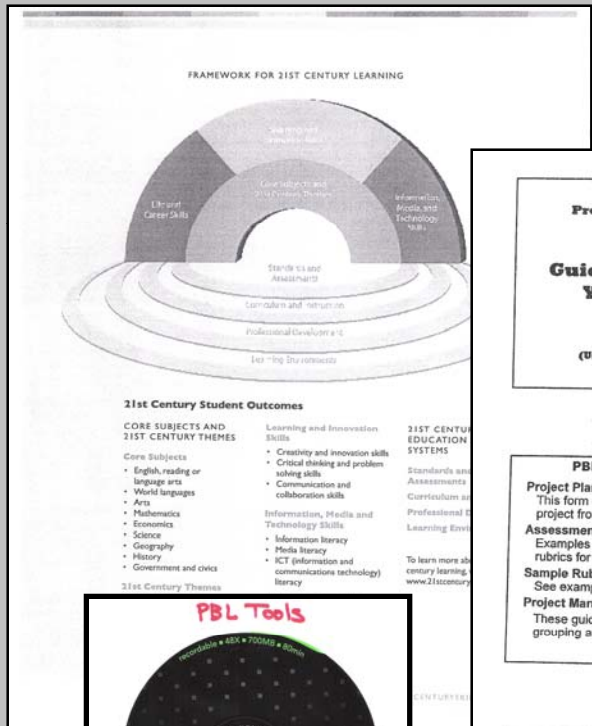 FRAMEWORK FOR 21ST CENTURY LEARNING
Life and
Career Skills
Core Subjects and
21st Century Themes
Information,
Media, and
Technology
Skills
Standards and
Assessments
Curriculum and Instruction
Professional Development
Learning Environments
21st Century Student Outcomes
CORE SUBJECTS AND
21ST CENTURY THEMES
Core Subjects
• English, reading or
language arts
• World languages
• Arts
• Mathematics
• Economics
• Science
• Geography
• History
• Government and civics
21st Century Themes
Learning and Innovation
Skills
• Creativity and innovation skills
• Critical thinking and problem
solving skills
• Communication and
collaboration skills
Information, Media and
Technology Skills
• Information literacy
• Media literacy
• ICT (information and
communications technology)
literacy
21ST CENTU
EDUCATION
SYSTEMS
Standards an
Assessments
Curriculum a
Professional D
Learning Envi
To learn more ab
century learning,
www.21stcentury
CENTURYSKI
PBL Tools
recordable • 48X • 700MB • 80min
Pro
Guid
Y
(U
PBL
Project Plan
This form
project fro
Assessmen
Examples
rubrics for
Sample Rub
See examp
Project Man
These guid
grouping a